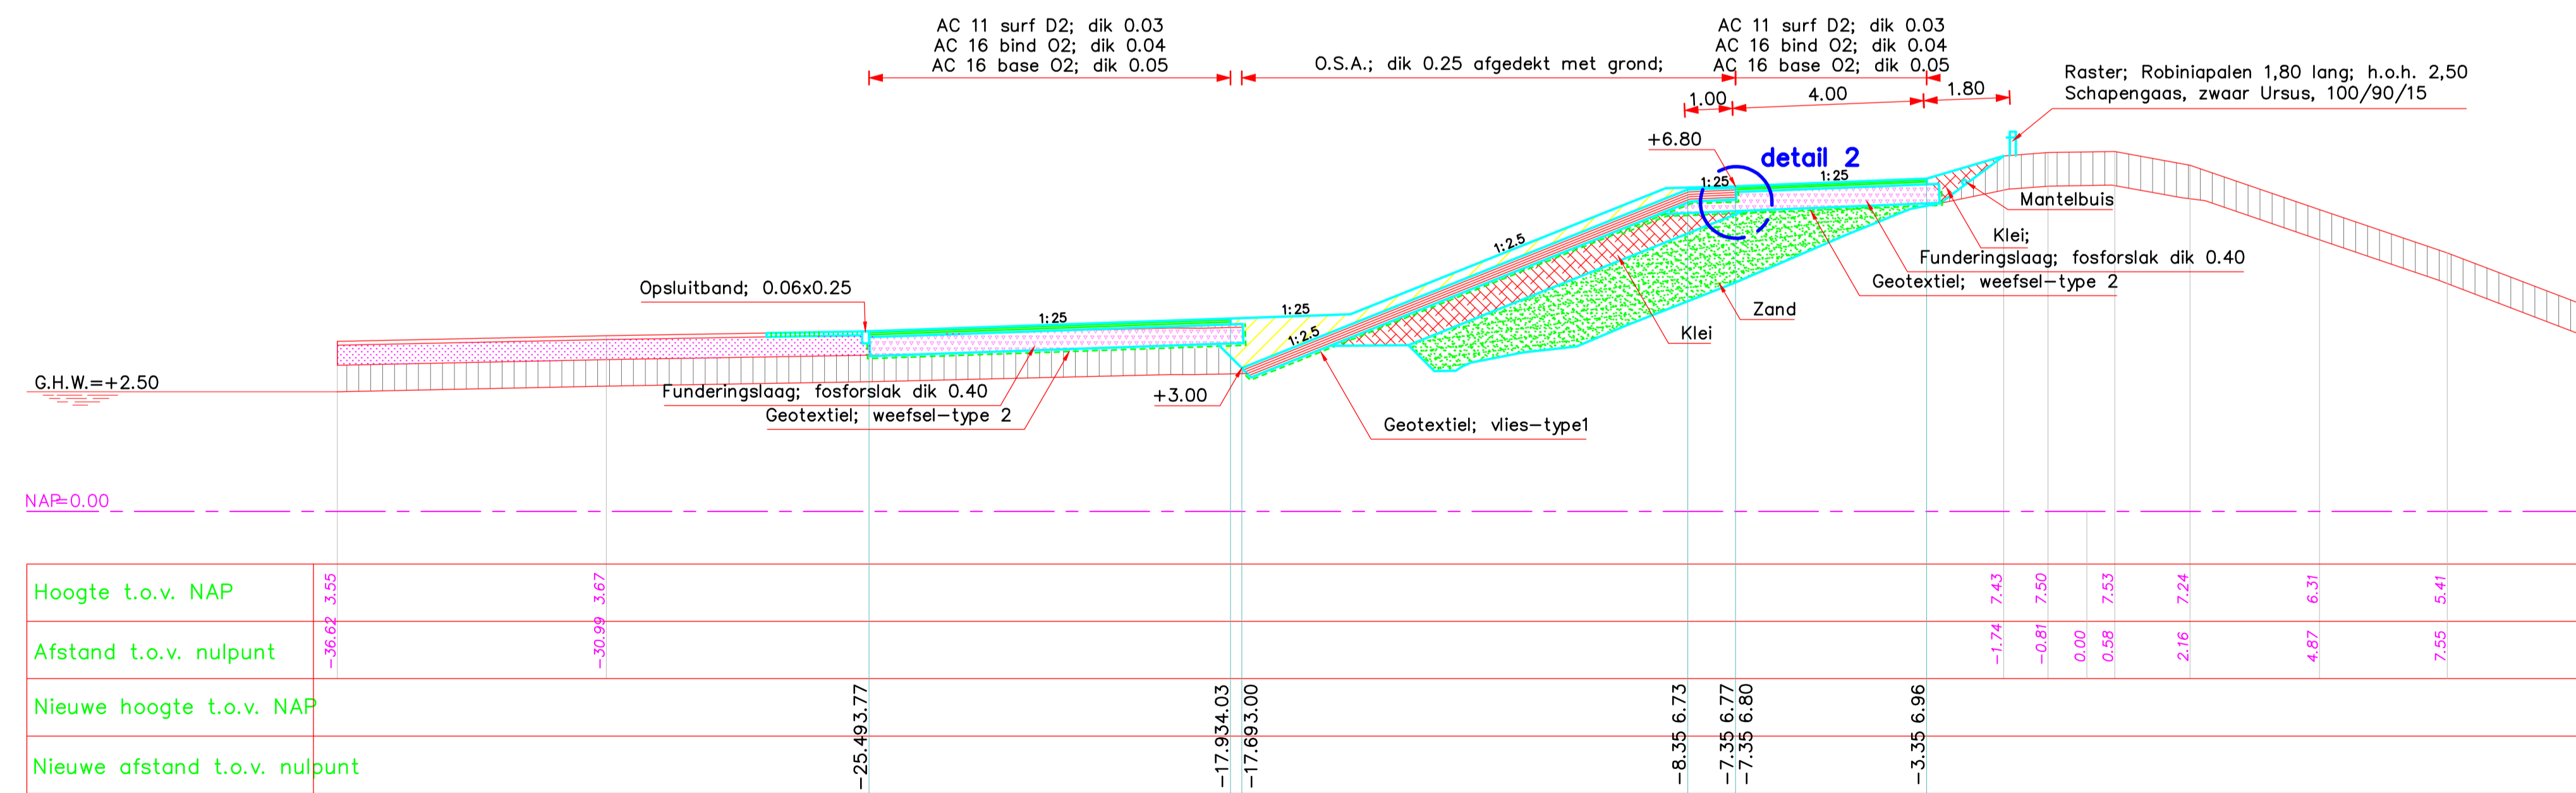 AC 11 surf D2; dik 0.03
AC 16 bind O2; dik 0.04
AC 16 base O2; dik 0.05
O.S.A.; dik 0.25 afgedekt met grond;
AC 11 surf D2; dik 0.03
AC 16 bind O2; dik 0.04
AC 16 base O2; dik 0.05
1.00
4.00
1.80
Raster; Robiniapalen 1,80 lang; h.o.h. 2,50
Schapengaas, zwaar Ursus, 100/90/15
+6.80
detail 2
1:25
1:25
Mantelbuis
Klei;
Funderingslaag; fosforslak dik 0.40
Geotextiel; weefsel-type 2
Zand
Klei
1:2.5
Opsluitband; 0.06x0.25
1:25
1:25
1:2.5
G.H.W.=+2.50
Funderingslaag; fosforslak dik 0.40
Geotextiel; weefsel-type 2
+3.00
Geotextiel; vlies-type1
NAP=0.00
Hoogte t.o.v. NAP
3.55
3.67
7.43
7.50
7.53
7.24
6.31
5.41
Afstand t.o.v. nulpunt
-36.62
-30.99
-1.74
-0.81
0.00
0.58
2.16
4.87
7.55
Nieuwe hoogte t.o.v. NAP
3.77
4.03
3.00
6.73
6.77
6.80
6.96
Nieuwe afstand t.o.v. nulpunt
-25.49
-17.93
-17.69
-8.35
-7.35
-7.35
-3.35